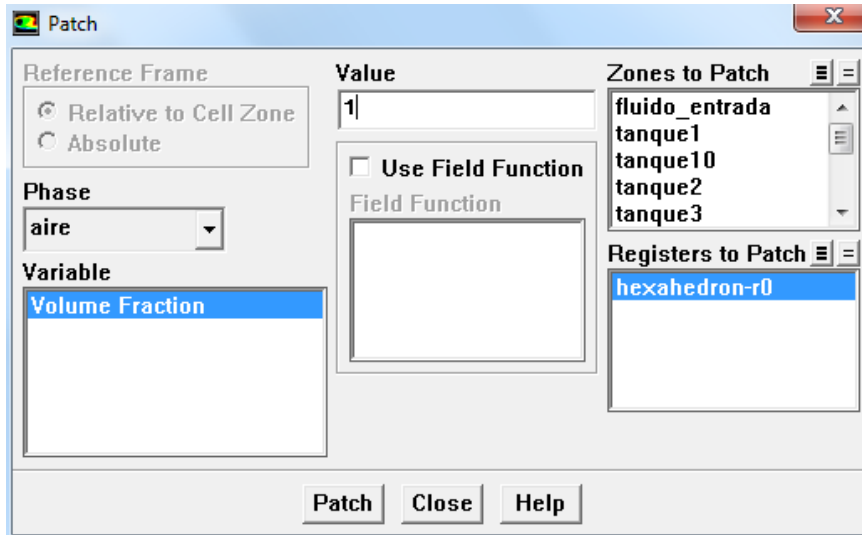 Patch
Reference Frame
Relative to Cell Zone
Absolute
Phase
aire
Variable
Volume Fraction
Value
1
Use Field Function
Field Function
Zones to Patch
fluido_entrada
tanque1
tanque10
tanque2
tanque3
Registers to Patch
hexahedron-r0
Patch
Close
Help